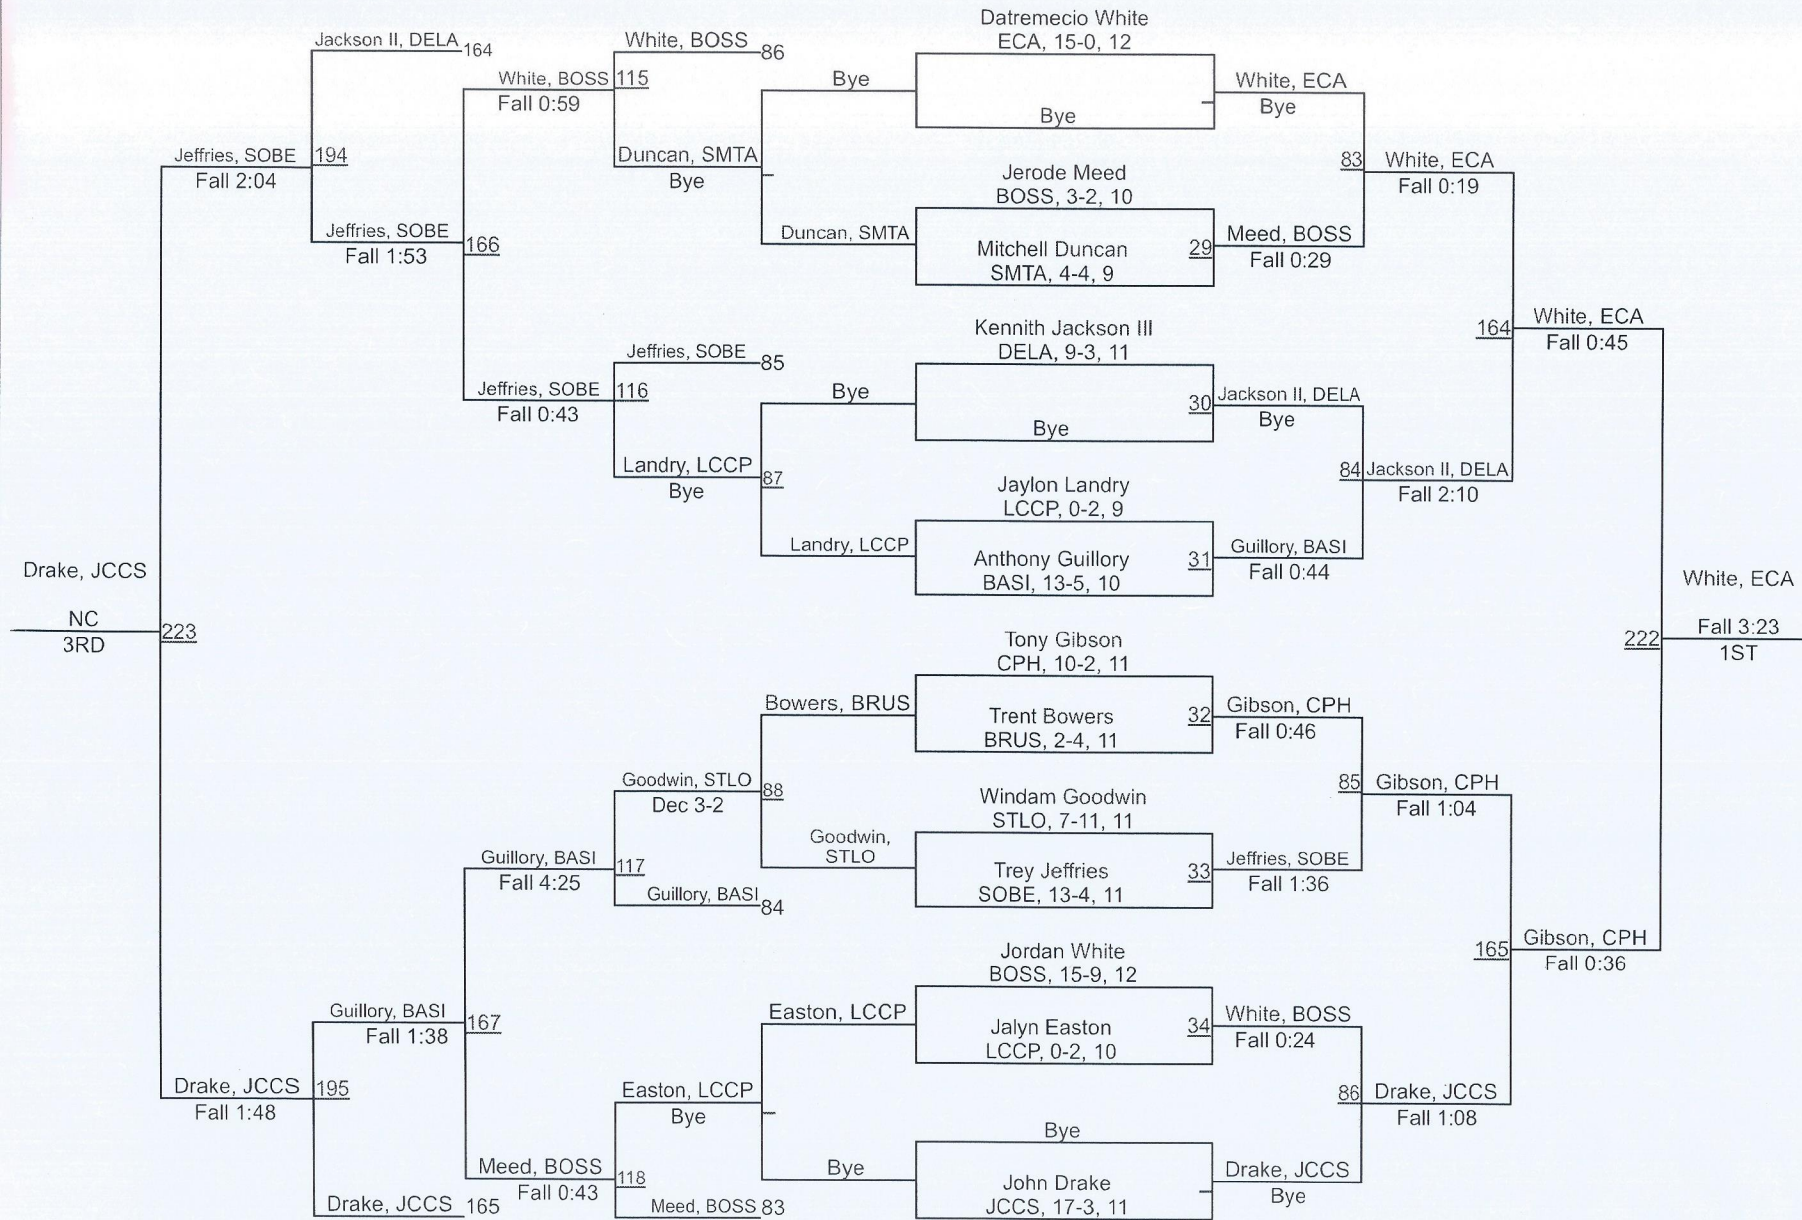 Datremecio White
ECA, 15-0, 12
Jackson II, DELA
164
White, BOSS
86
White, BOSS
115
Fall 0:59
Bye
Bye
White, ECA
Bye
Jeffries, SOBE
194
Fall 2:04
Duncan, SMTA
Bye
83
White, ECA
Fall 0:19
Jerode Meed
BOSS, 3-2, 10
Jeffries, SOBE
166
Fall 1:53
Duncan, SMTA
Mitchell Duncan
SMTA, 4-4, 9
29
Meed, BOSS
Fall 0:29
Kennith Jackson III
DELA, 9-3, 11
164
White, ECA
Fall 0:45
Jeffries, SOBE
85
Jeffries, SOBE
116
Fall 0:43
Bye
Bye
30
Jackson II, DELA
Bye
Landry, LCCP
87
Bye
84
Jackson II, DELA
Fall 2:10
Jaylon Landry
LCCP, 0-2, 9
Landry, LCCP
Anthony Guillory
BASI, 13-5, 10
31
Guillory, BASI
Fall 0:44
Drake, JCCS
NC
3RD
223
White, ECA
222
Fall 3:23
1ST
Tony Gibson
CPH, 10-2, 11
Bowers, BRUS
Trent Bowers
BRUS, 2-4, 11
32
Gibson, CPH
Fall 0:46
Goodwin, STLO
88
Dec 3-2
85
Gibson, CPH
Fall 1:04
Windam Goodwin
STLO, 7-11, 11
Guillory, BASI
117
Fall 4:25
Goodwin,
STLO
Trey Jeffries
SOBE, 13-4, 11
33
Jeffries, SOBE
Fall 1:36
Guillory, BASI
84
Jordan White
BOSS, 15-9, 12
165
Gibson, CPH
Fall 0:36
Guillory, BASI
167
Fall 1:38
Easton, LCCP
Jalyn Easton
LCCP, 0-2, 10
34
White, BOSS
Fall 0:24
Drake, JCCS
195
Fall 1:48
Easton, LCCP
Bye
86
Drake, JCCS
Fall 1:08
Bye
Meed, BOSS
118
Fall 0:43
Bye
John Drake
JCCS, 17-3, 11
Drake, JCCS
Bye
Drake, JCCS
165
Meed, BOSS
83